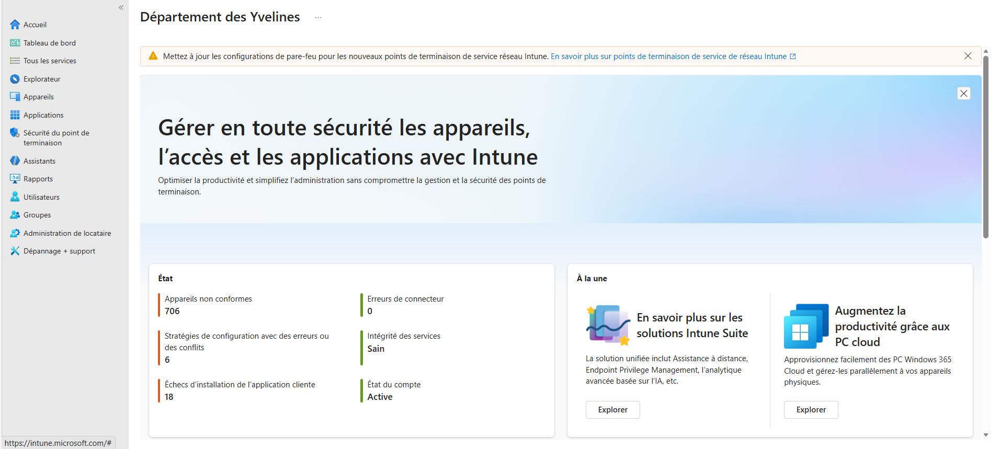 «
Accueil
Tableau de bord
Tous les services
Explorateur
Appareils
Applications
Sécurité du point de
terminaison
Assistants
Rapports
Utilisateurs
Groupes
Administration de locataire
Dépannage + support
https://intune.microsoft.com/#
Département des Yvelines ...
Mettez à jour les configurations de pare-feu pour les nouveaux points de terminaison de service réseau Intune. En savoir plus sur points de terminaison de service de réseau Intune
Gérer en toute sécurité les appareils,
l’accès et les applications avec Intune
Optimiser la productivité et simplifiez l’administration sans compromettre la gestion et la sécurité des points de
terminaison.
État
Appareils non conformes
706
Stratégies de configuration avec des erreurs ou
des conflits
6
Échecs d’installation de l’application cliente
18
Erreurs de connecteur
0
Intégrité des services
Sain
État du compte
Active
À la une
En savoir plus sur les
solutions Intune Suite
La solution unifiée inclut Assistance à distance,
Endpoint Privilege Management, l’analytique
avancée basée sur l’IA, etc.
Explorer
Augmentez la
productivité grâce aux
PC cloud
Approvisionnez facilement des PC Windows 365
Cloud et gérez-les parallèlement à vos appareils
physiques.
Explorer